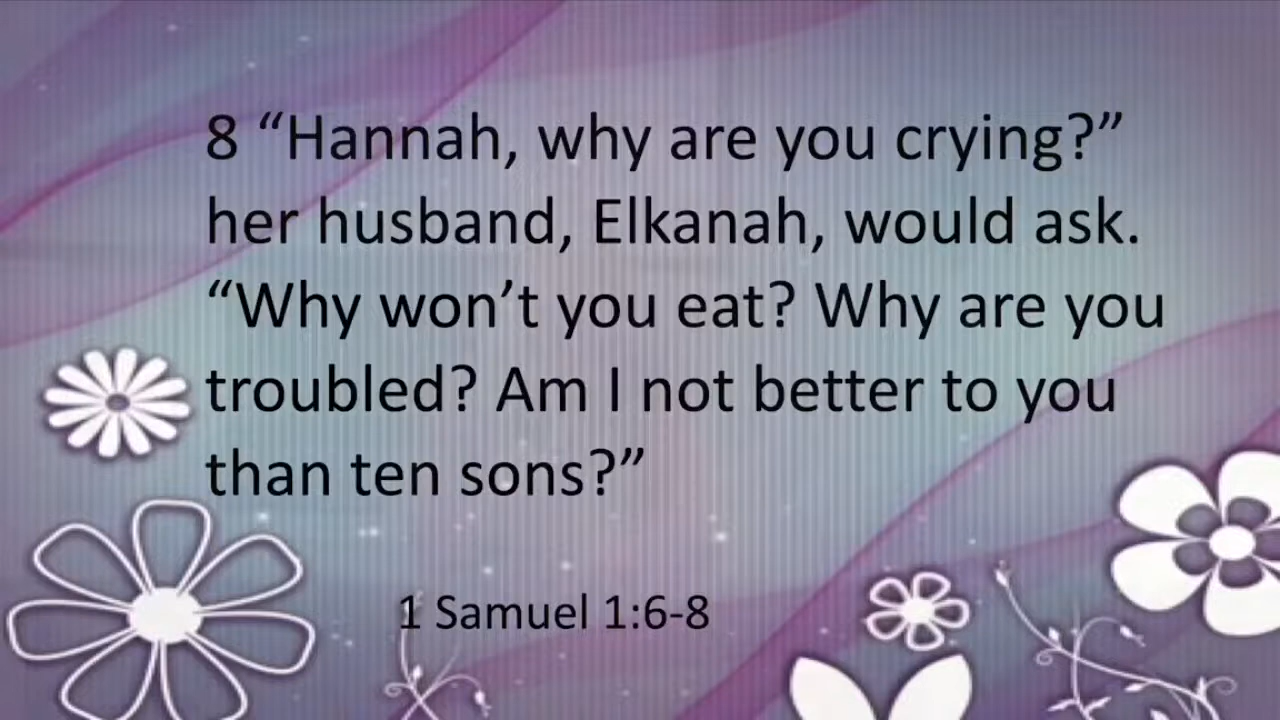 8 “Hannah, why are you crying?”
her husband, Elkanah, would ask.
“Why won’t you eat? Why are you
troubled? Am I not better to you
than ten sons?”
1 Samuel 1:6-8